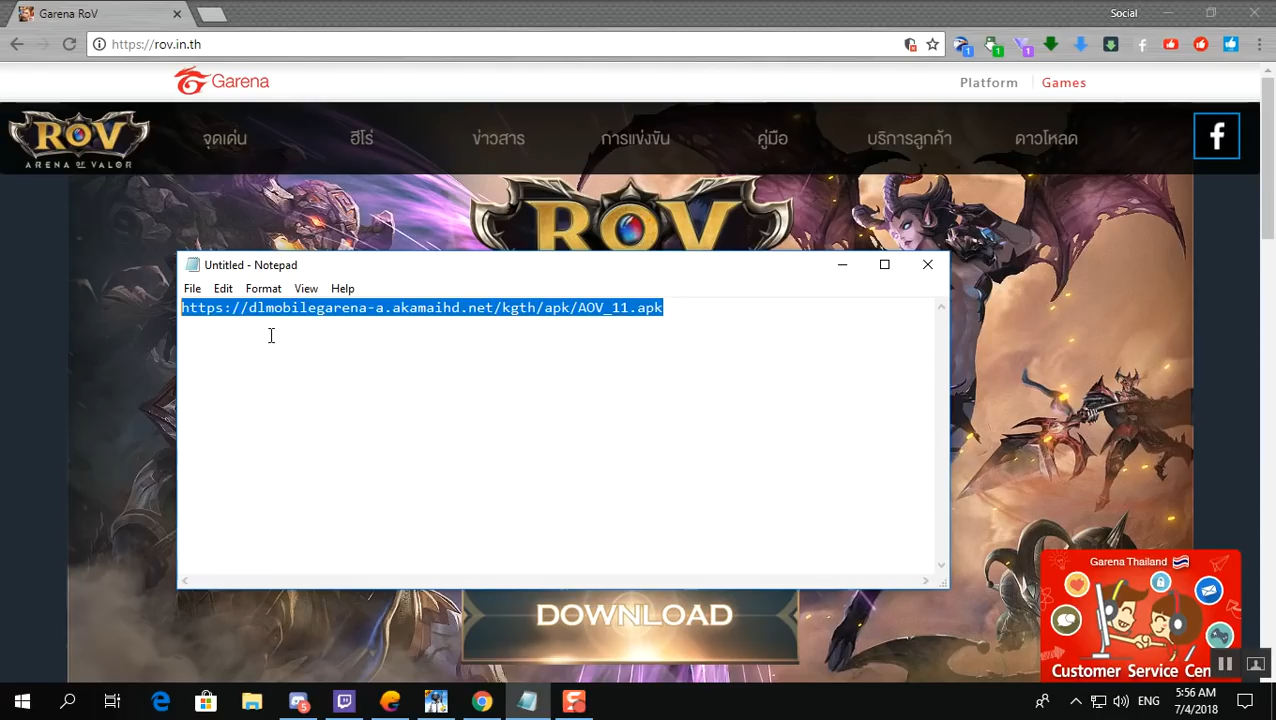 Garena RoV
Social
https://rov.in.th
1
1
1
Garena
Platform
Games
ROV
ARENA OF VALOR
จุดเด่น
ฮีโร่
ข่าวสาร
การแข่งขัน
คู่มือ
บริการลูกค้า
ดาวโหลด
f
ROV
Untitled - Notepad
File
Edit
Format
View
Help
https://dlmobilegarena-a.akamaihd.net/kgth/apk/AOV_11.apk
DOWNLOAD
Garena Thailand
Customer Service Cen
ENG
5:56 AM
7/4/2018